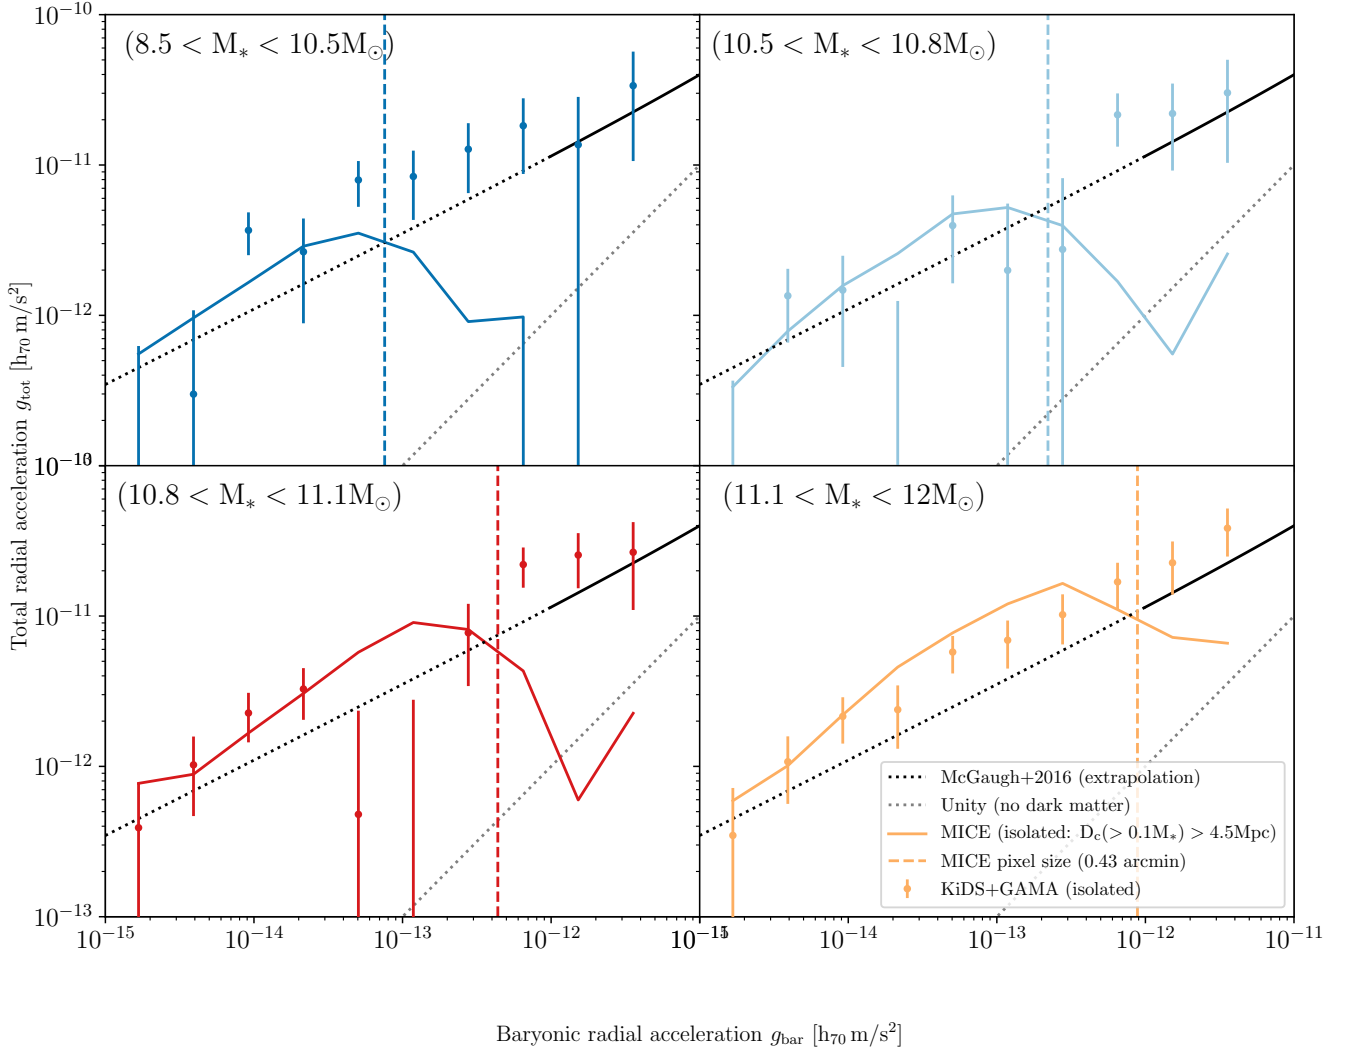 10⁻¹⁰
(8.5 < M∗ < 10.5M⊙)
(10.5 < M∗ < 10.8M⊙)
10⁻¹¹
10⁻¹²
10⁻¹³
Total radial acceleration g_tot [h₇₀ m/s²]
(10.8 < M∗ < 11.1M⊙)
(11.1 < M∗ < 12M⊙)
10⁻¹¹
10⁻¹²
10⁻¹³
McGaugh+2016 (extrapolation)
Unity (no dark matter)
MICE (isolated: D_c(> 0.1M∗) > 4.5Mpc)
MICE pixel size (0.43 arcmin)
KiDS+GAMA (isolated)
10⁻¹⁵ 10⁻¹⁴ 10⁻¹³ 10⁻¹² 10⁻¹⁵ 10⁻¹⁴ 10⁻¹³ 10⁻¹² 10⁻¹¹
Baryonic radial acceleration g_bar [h₇₀ m/s²]